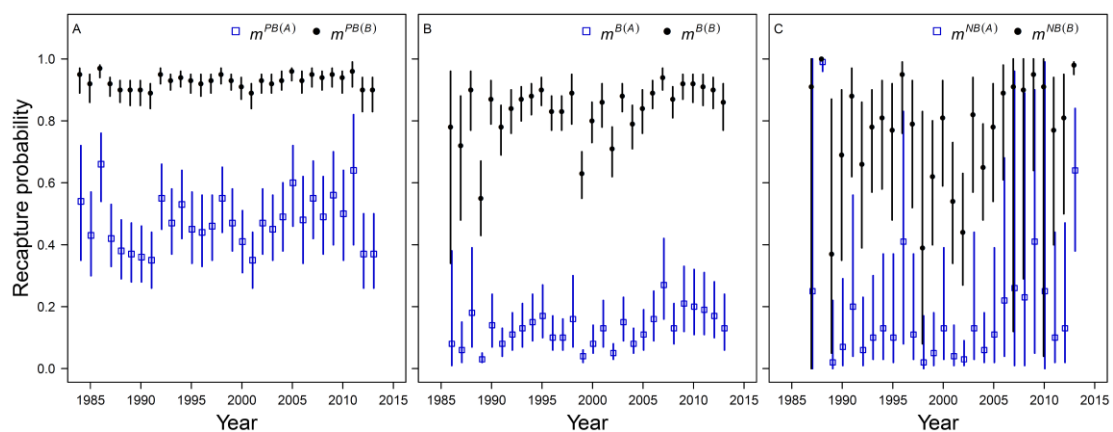 A m^PB(A) m^PB(B)
B m^B(A) m^B(B)
C m^NB(A) m^NB(B)
Recapture probability
1.0
0.8
0.6
0.4
0.2
0.0
1985 1990 1995 2000 2005 2010 2015
1985 1990 1995 2000 2005 2010 2015
1985 1990 1995 2000 2005 2010 2015
Year Year Year